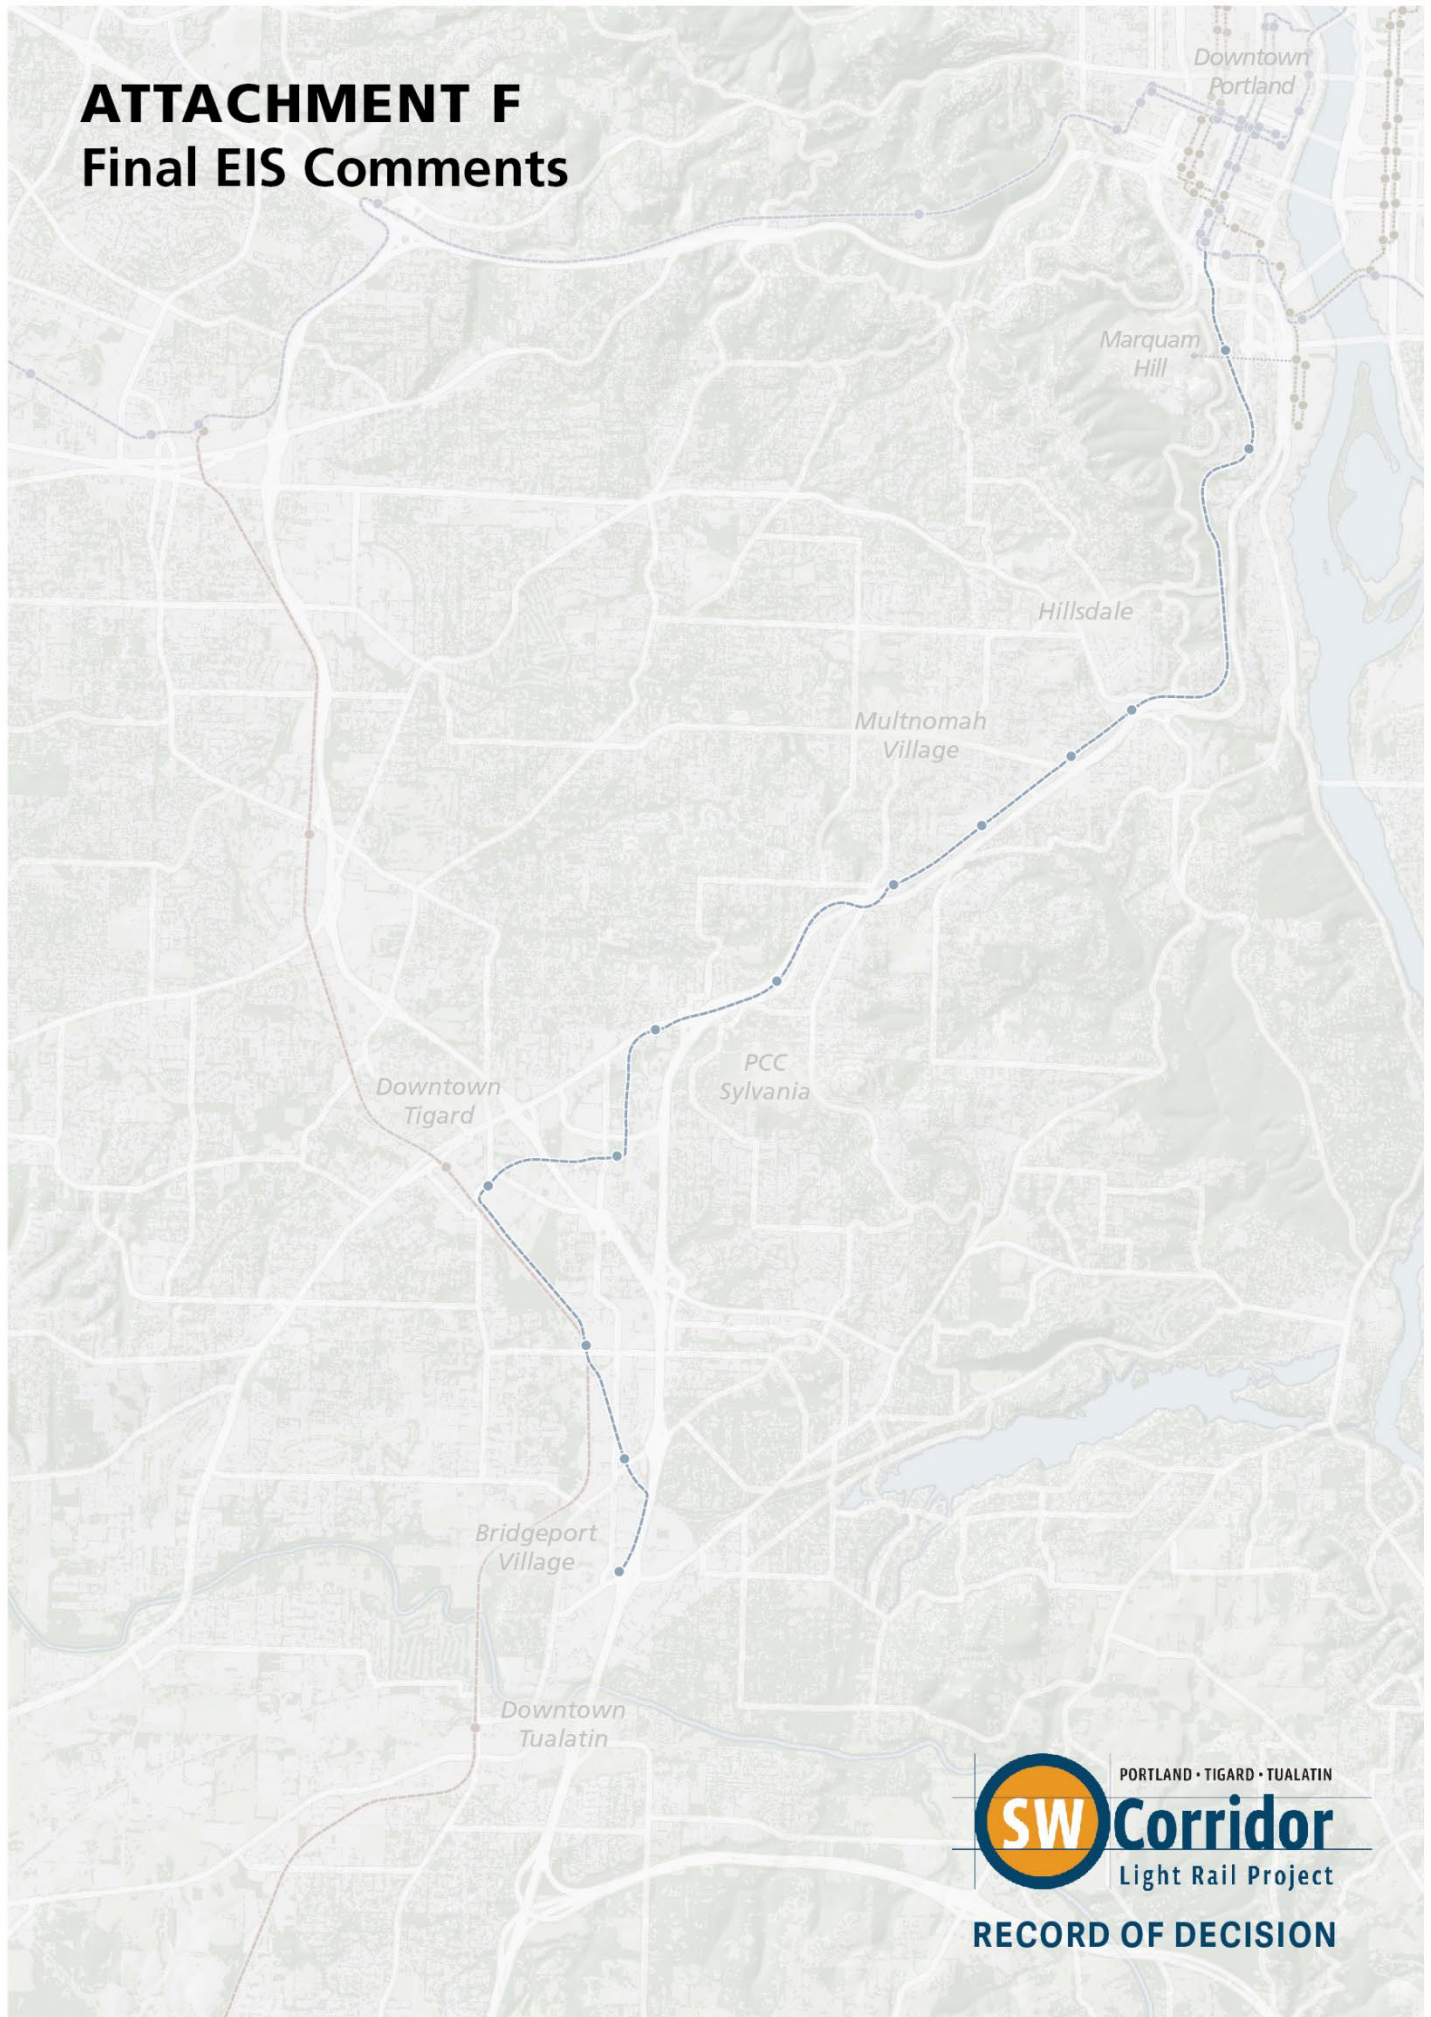 ATTACHMENT F
Final EIS Comments
Downtown
Portland
Marquam
Hill
Hillsdale
Multnomah
Village
PCC
Sylvania
Downtown
Tigard
Bridgeport
Village
Downtown
Tualatin
PORTLAND • TIGARD • TUALATIN
SW Corridor
Light Rail Project
RECORD OF DECISION